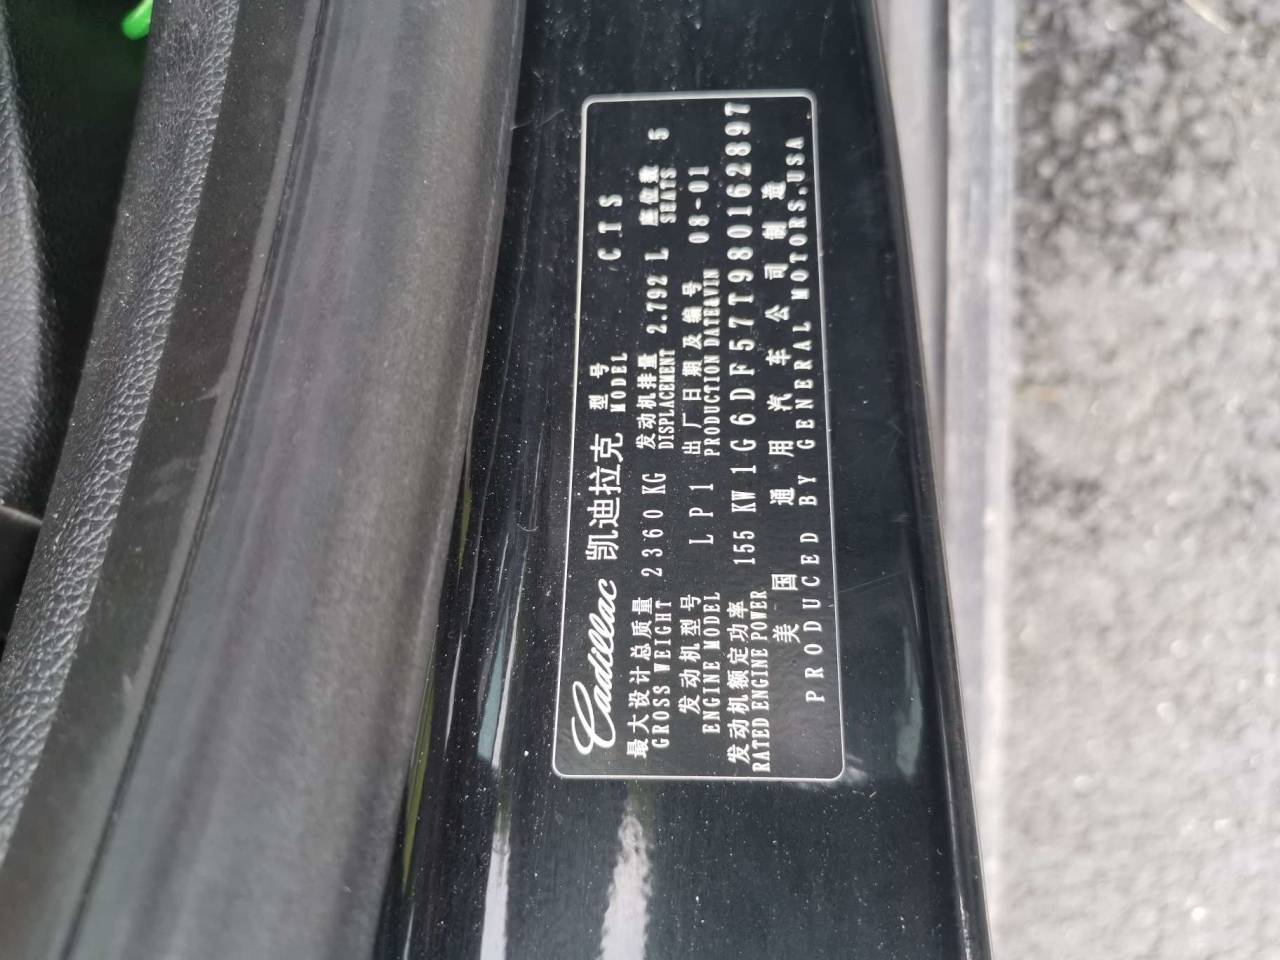 Cadillac 凯迪拉克 型号 MODEL CTS
最大设计总质量 2360 KG 发动机排量 2.792 L 座位数 5
GROSS WEIGHT DISPLACEMENT SEATS
发动机型号 LP1 出厂日期及编号 08-01
ENGINE MODEL PRODUCTION DATE&VIN
发动机额定功率 155 KW 1G6DF57T980162897
RATED ENGINE POWER
美国通用汽车公司制造
PRODUCED BY GENERAL MOTORS.USA